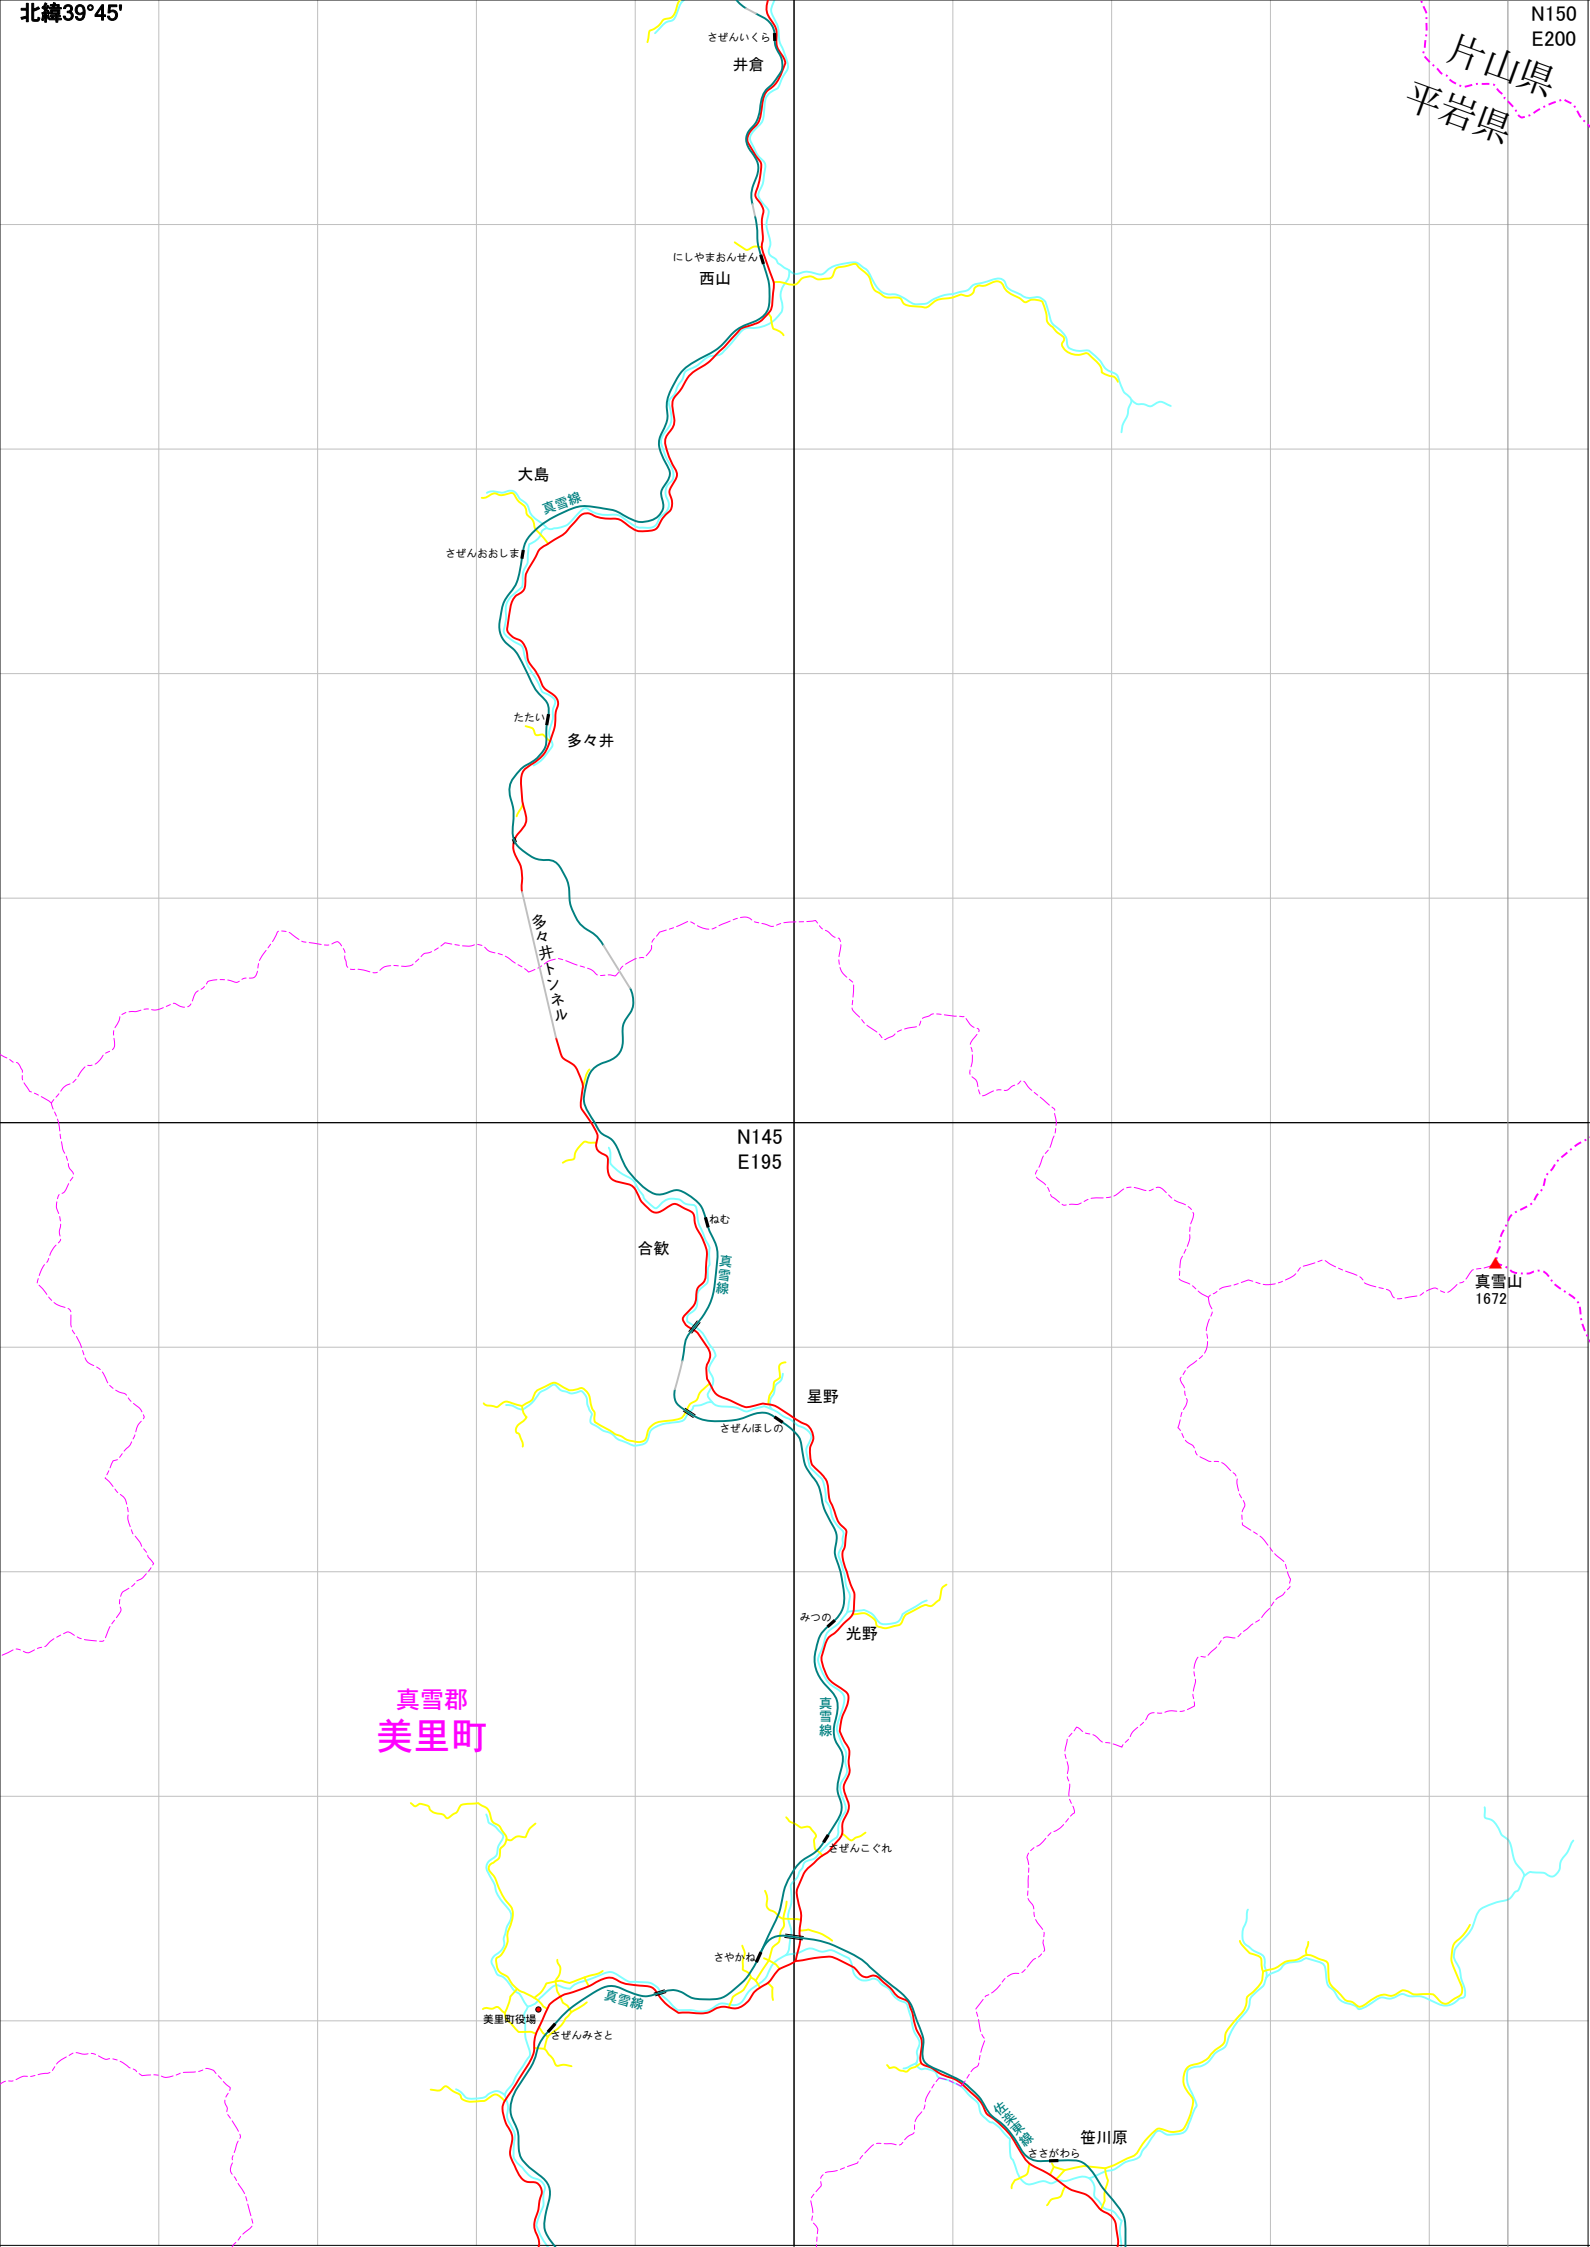 北緯39°45'
N150
E200
片山県
平岩県
さぜんいくら
井倉
にしやまおんせん
西山
大島
真雪線
さぜんおおしま
たたい
多々井
多々井トンネル
N145
E195
ねむ
合歓
真雪線
真雪山
1672
星野
さぜんほしの
みつの
光野
真雪郡
美里町
真雪線
さぜんこぐれ
さやかね
真雪線
美里町役場
さぜんみさと
佐美東線
笹川原
ささがわら